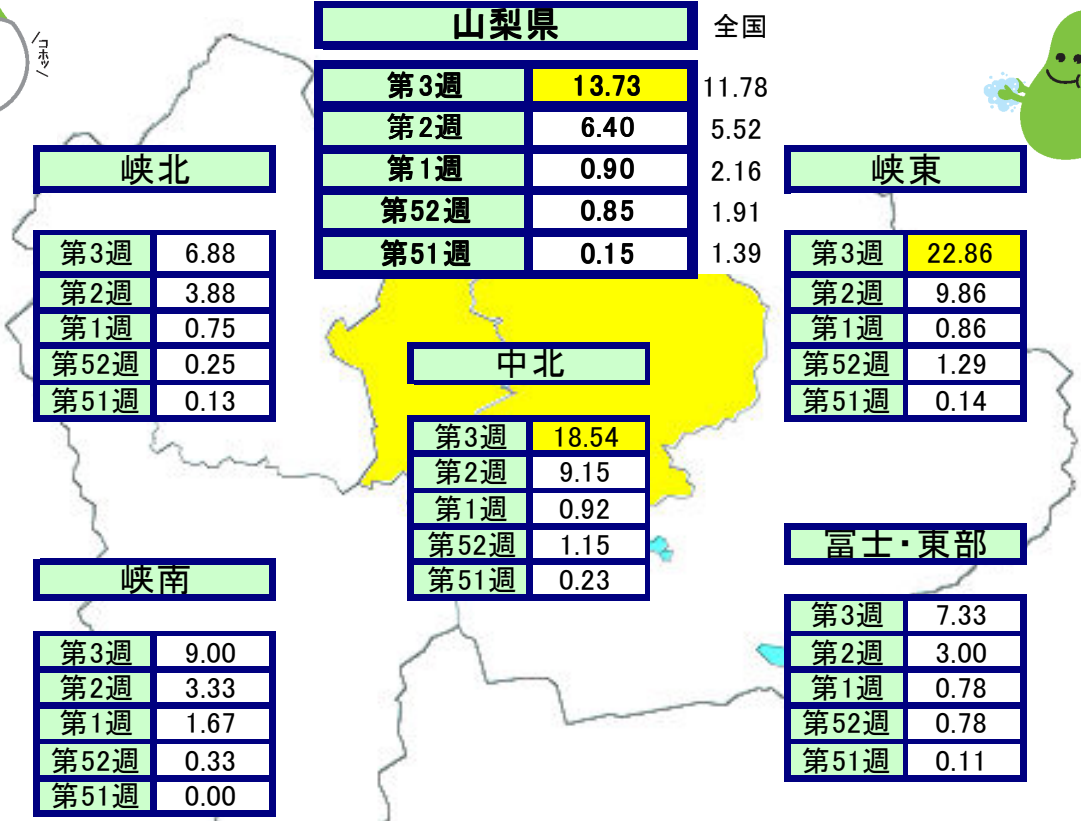 コホッ
山梨県 全国
第3週 13.73 11.78
第2週 6.40 5.52
第1週 0.90 2.16
第52週 0.85 1.91
第51週 0.15 1.39
峡北
第3週 6.88
第2週 3.88
第1週 0.75
第52週 0.25
第51週 0.13
峡東
第3週 22.86
第2週 9.86
第1週 0.86
第52週 1.29
第51週 0.14
中北
第3週 18.54
第2週 9.15
第1週 0.92
第52週 1.15
第51週 0.23
峡南
第3週 9.00
第2週 3.33
第1週 1.67
第52週 0.33
第51週 0.00
富士・東部
第3週 7.33
第2週 3.00
第1週 0.78
第52週 0.78
第51週 0.11